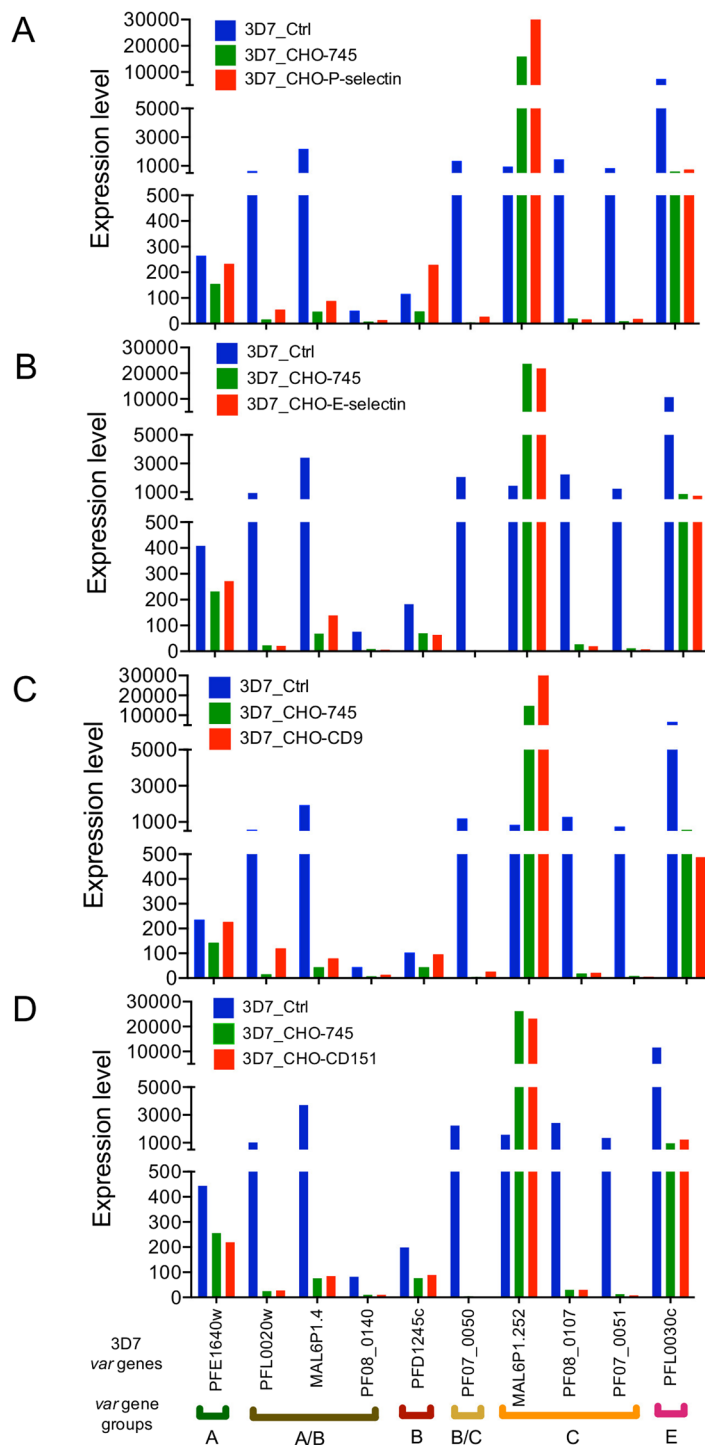 A
3D7_Ctrl
3D7_CHO-745
3D7_CHO-P-selectin
Expression level
30000
20000
10000
5000
3000
1000
500
400
300
200
100
0
B
3D7_Ctrl
3D7_CHO-745
3D7_CHO-E-selectin
Expression level
30000
20000
10000
5000
3000
1000
500
400
300
200
100
0
C
3D7_Ctrl
3D7_CHO-745
3D7_CHO-CD9
Expression level
30000
20000
10000
5000
3000
1000
500
400
300
200
100
0
D
3D7_Ctrl
3D7_CHO-745
3D7_CHO-CD151
Expression level
30000
20000
10000
5000
3000
1000
500
400
300
200
100
0
3D7
var genes
PFE1640w
PFL0020w
MAL6P1.4
PF08_0140
PFD1245c
PF07_0050
MAL6P1.252
PF08_0107
PF07_0051
PFL0030c
var gene
groups
A
A/B
B
B/C
C
E